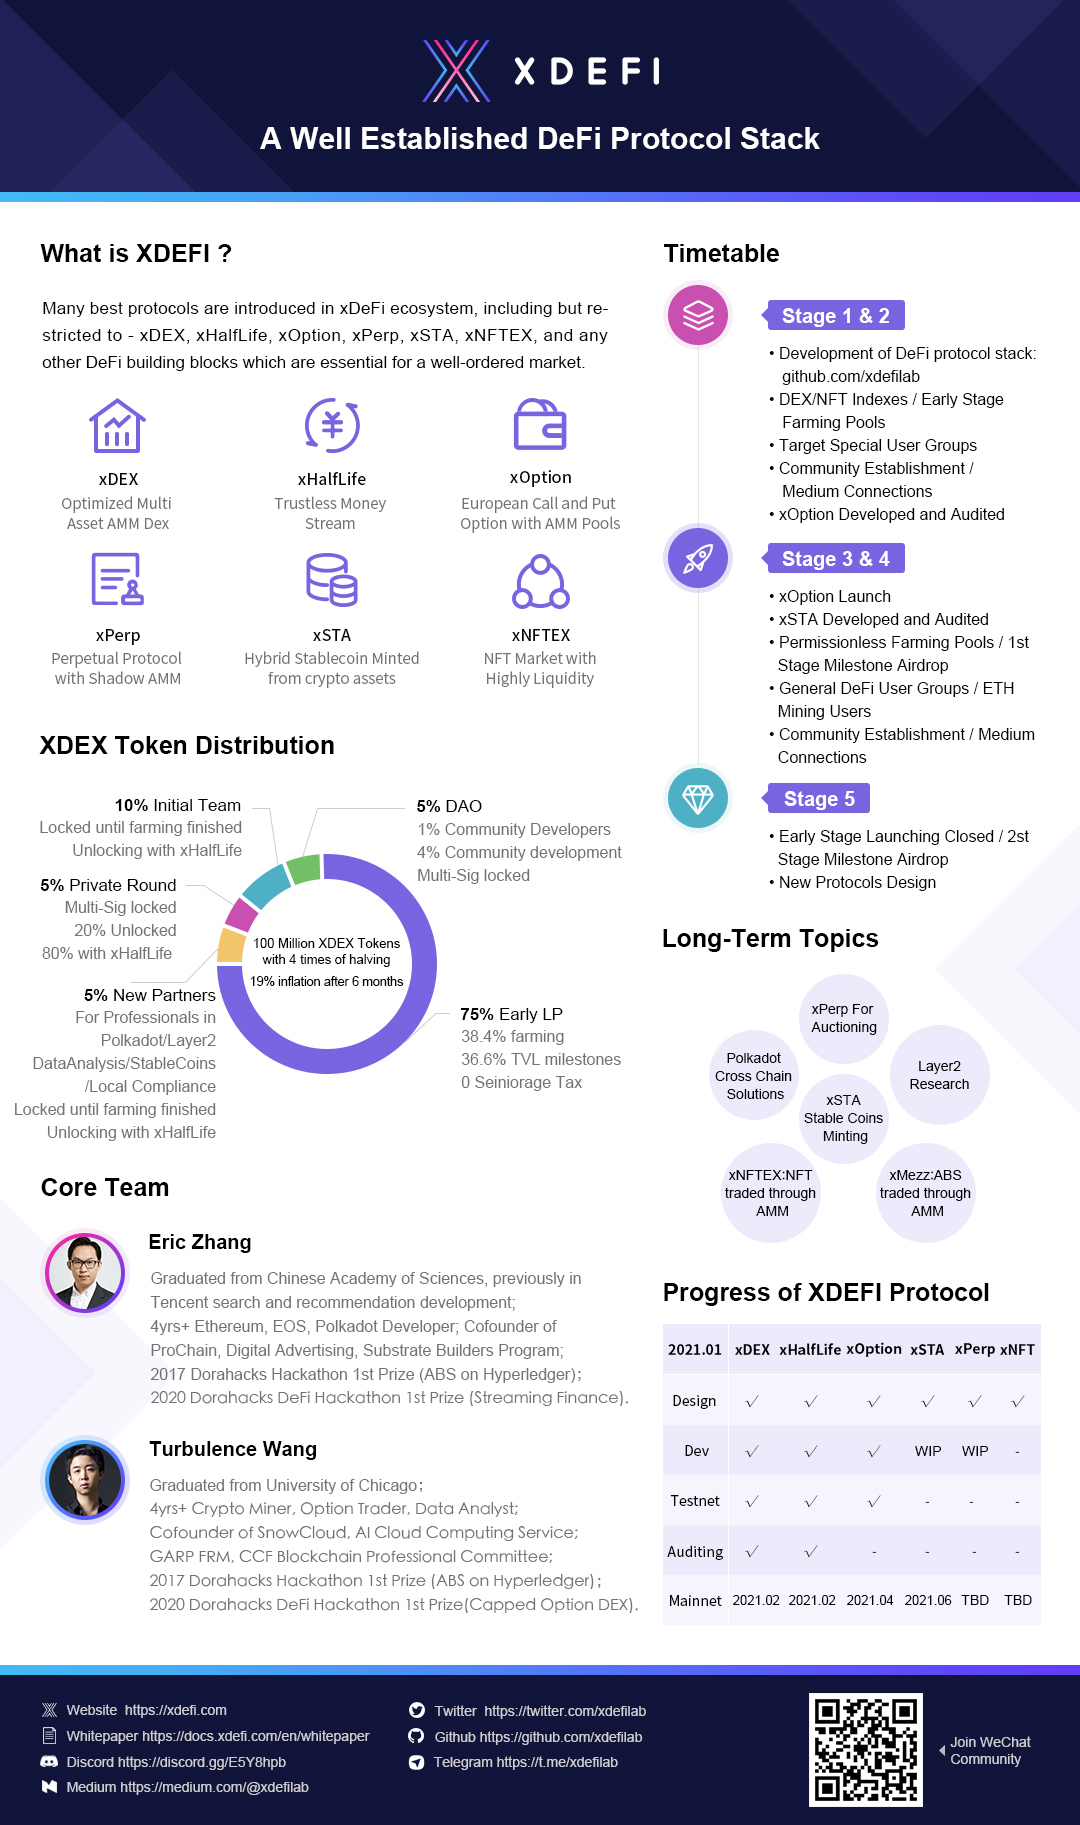 XDEFI
A Well Established DeFi Protocol Stack
What is XDEFI ?
Many best protocols are introduced in xDeFi ecosystem, including but re-
stricted to - xDEX, xHalfLife, xOption, xPerp, xSTA, xNFTEX, and any
other DeFi building blocks which are essential for a well-ordered market.
xDEX
Optimized Multi
Asset AMM Dex
xHalfLife
Trustless Money
Stream
xOption
European Call and Put
Option with AMM Pools
xPerp
Perpetual Protocol
with Shadow AMM
xSTA
Hybrid Stablecoin Minted
from crypto assets
xNFTEX
NFT Market with
Highly Liquidity
XDEX Token Distribution
10% Initial Team
Locked until farming finished
Unlocking with xHalfLife
5% Private Round
Multi-Sig locked
20% Unlocked
80% with xHalfLife
5% New Partners
For Professionals in
Polkadot/Layer2
DataAnalysis/StableCoins
/Local Compliance
Locked until farming finished
Unlocking with xHalfLife
5% DAO
1% Community Developers
4% Community development
Multi-Sig locked
100 Million XDEX Tokens
with 4 times of halving
19% inflation after 6 months
75% Early LP
38.4% farming
36.6% TVL milestones
0 Seiniorage Tax
Core Team
Eric Zhang
Graduated from Chinese Academy of Sciences, previously in
Tencent search and recommendation development;
4yrs+ Ethereum, EOS, Polkadot Developer; Cofounder of
ProChain, Digital Advertising, Substrate Builders Program;
2017 Dorahacks Hackathon 1st Prize (ABS on Hyperledger);
2020 Dorahacks DeFi Hackathon 1st Prize (Streaming Finance).
Turbulence Wang
Graduated from University of Chicago;
4yrs+ Crypto Miner, Option Trader, Data Analyst;
Cofounder of SnowCloud, AI Cloud Computing Service;
GARP FRM, CCF Blockchain Professional Committee;
2017 Dorahacks Hackathon 1st Prize (ABS on Hyperledger);
2020 Dorahacks DeFi Hackathon 1st Prize(Capped Option DEX).
Timetable
Stage 1 & 2
• Development of DeFi protocol stack:
github.com/xdefilab
• DEX/NFT Indexes / Early Stage
Farming Pools
• Target Special User Groups
• Community Establishment /
Medium Connections
• xOption Developed and Audited
Stage 3 & 4
• xOption Launch
• xSTA Developed and Audited
• Permissionless Farming Pools / 1st
Stage Milestone Airdrop
• General DeFi User Groups / ETH
Mining Users
• Community Establishment / Medium
Connections
Stage 5
• Early Stage Launching Closed / 2st
Stage Milestone Airdrop
• New Protocols Design
Long-Term Topics
xPerp For
Auctioning
Polkadot
Cross Chain
Solutions
Layer2
Research
xSTA
Stable Coins
Minting
xNFTEX:NFT
traded through
AMM
xMezz:ABS
traded through
AMM
Progress of XDEFI Protocol
2021.01 xDEX xHalfLife xOption xSTA xPerp xNFT
Design √ √ √ √ √ √
Dev √ √ √ WIP WIP -
Testnet √ √ √ - - -
Auditing √ √ - - - -
Mainnet 2021.02 2021.02 2021.04 2021.06 TBD TBD
Website https://xdefi.com
Whitepaper https://docs.xdefi.com/en/whitepaper
Discord https://discord.gg/E5Y8hpb
Medium https://medium.com/@xdefilab
Twitter https://twitter.com/xdefilab
Github https://github.com/xdefilab
Telegram https://t.me/xdefilab
Join WeChat
Community